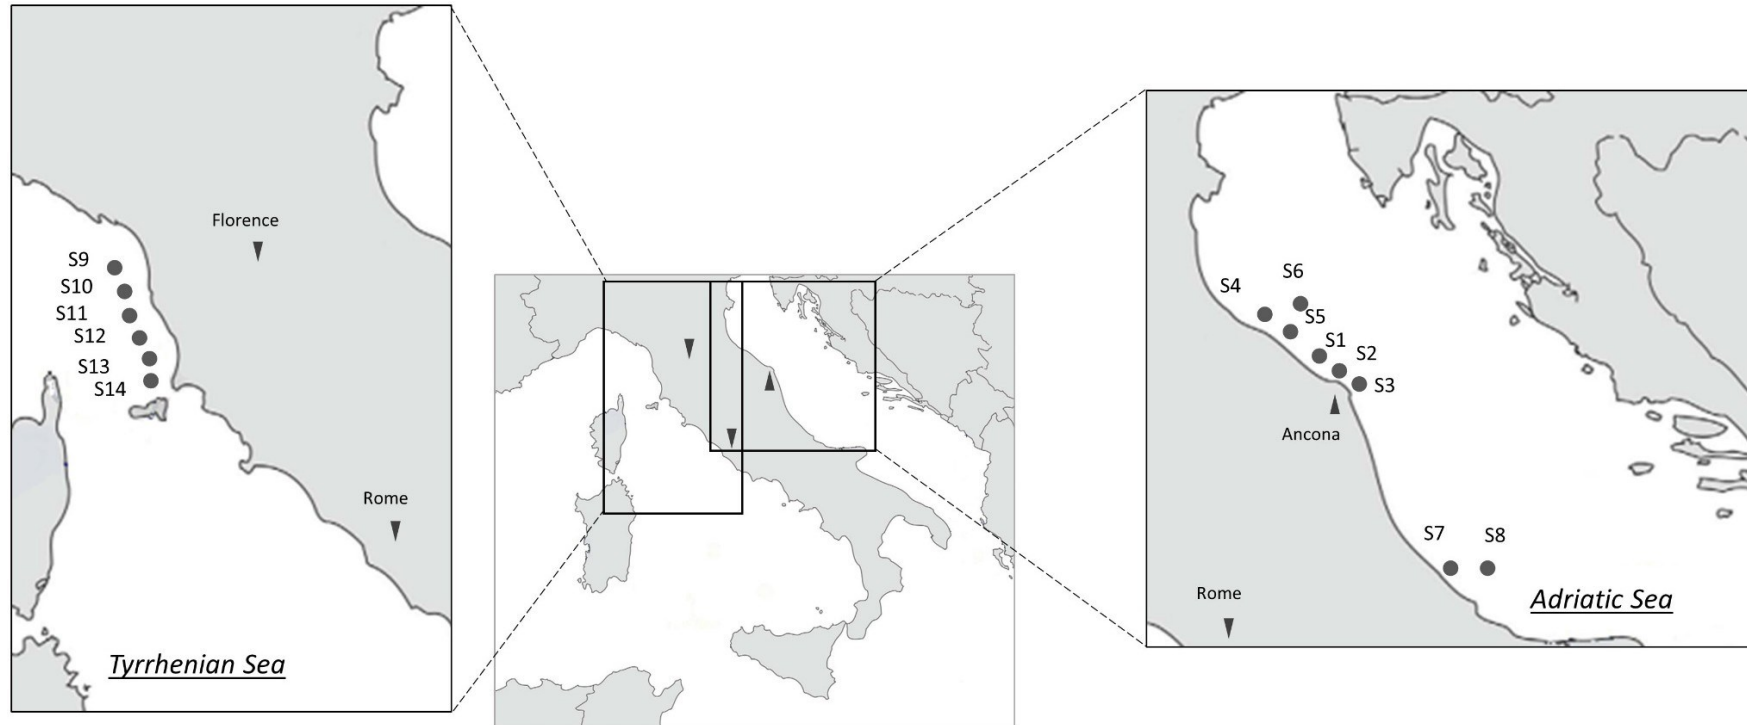 Florence
S9
S10
S11
S12
S13
S14
Rome
Tyrrhenian Sea
S6
S4
S5
S1
S2
S3
Ancona
S7
S8
Rome
Adriatic Sea